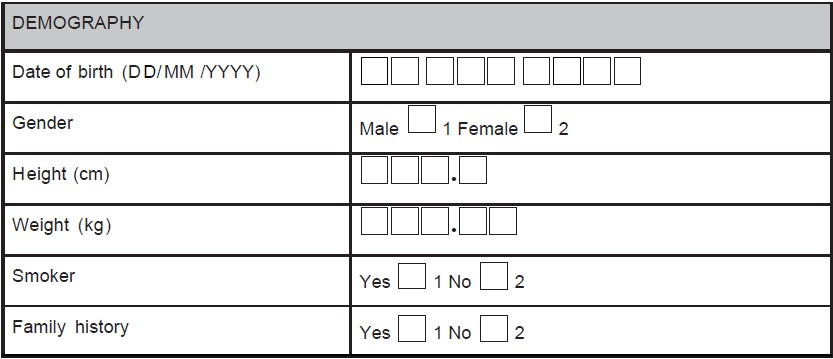 DEMOGRAPHY
Date of birth (DD/MM /YYYY)
Gender Male 1 Female 2
Height (cm) .
Weight (kg) .
Smoker Yes 1 No 2
Family history Yes 1 No 2